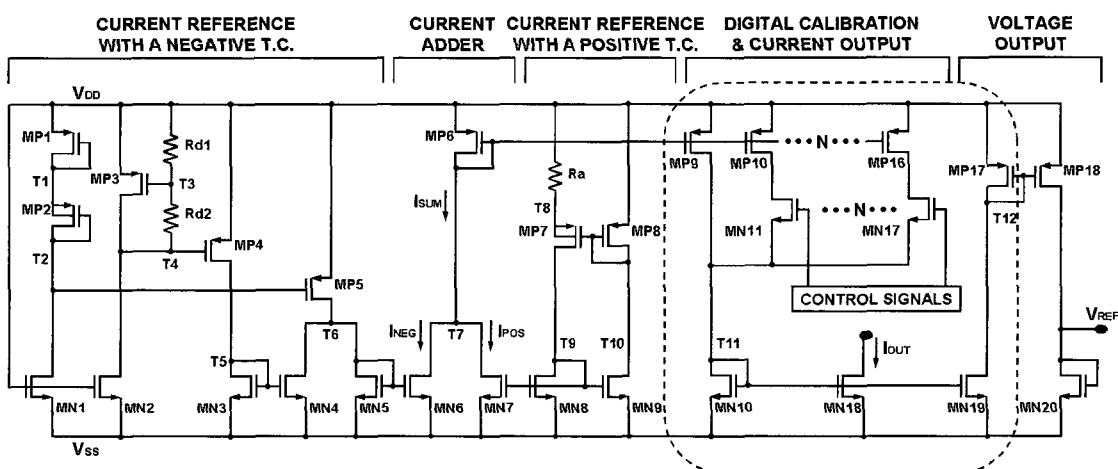 CURRENT REFERENCE
WITH A NEGATIVE T.C.
CURRENT
ADDER
CURRENT REFERENCE
WITH A POSITIVE T.C.
DIGITAL CALIBRATION
& CURRENT OUTPUT
VOLTAGE
OUTPUT
VDD
MP1
T1
MP2
T2
MP3
Rd1
T3
Rd2
T4
MP4
MP5
MP6
ISUM
Ra
T8
MP7
MP8
MP9
MP10
N
MP16
MN11
N
MN17
CONTROL SIGNALS
MP17
MP18
T12
VREF
T5
T6
INEG
T7
IPOS
T9
T10
T11
IOUT
MN1
MN2
MN3
MN4
MN5
MN6
MN7
MN8
MN9
MN10
MN18
MN19
MN20
VSS